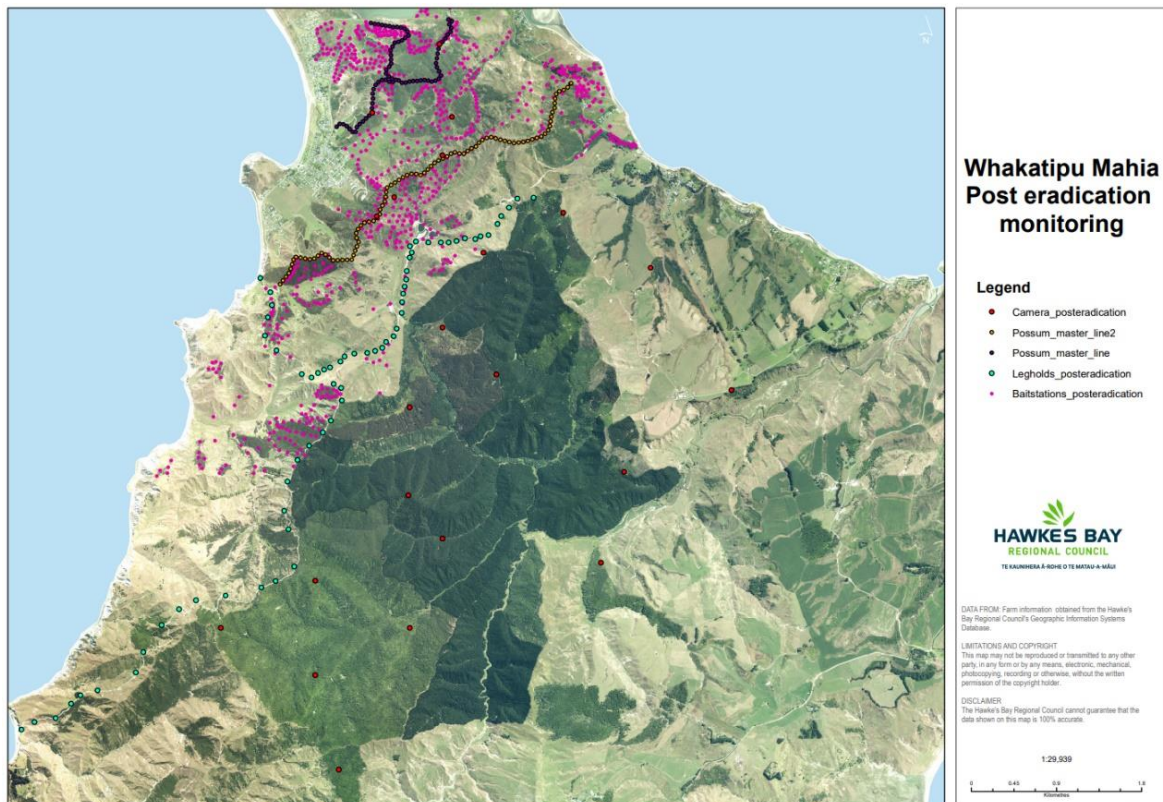 N
Whakatipu Mahia
Post eradication
monitoring
Legend
Camera_posteradication
Possum_master_line2
Possum_master_line
Legholds_posteradication
Baitstations_posteradication
HAWKE'S BAY
REGIONAL COUNCIL
TE KAUNIHERA Ā-ROHE O TE MATAU-A-MĀUI
DATA FROM: Farm information obtained from the Hawke's
Bay Regional Council's Geographic Information Systems
Database.
LIMITATIONS AND COPYRIGHT
This map may not be reproduced or transmitted to any other
party, in any form or by any means, electronic, mechanical,
photocopying, recording or otherwise, without the written
permission of the copyright holder.
DISCLAIMER
The Hawke's Bay Regional Council cannot guarantee that the
data shown on this map is 100% accurate.
1:29,939
0 0.45 0.9 1.8
Kilometres